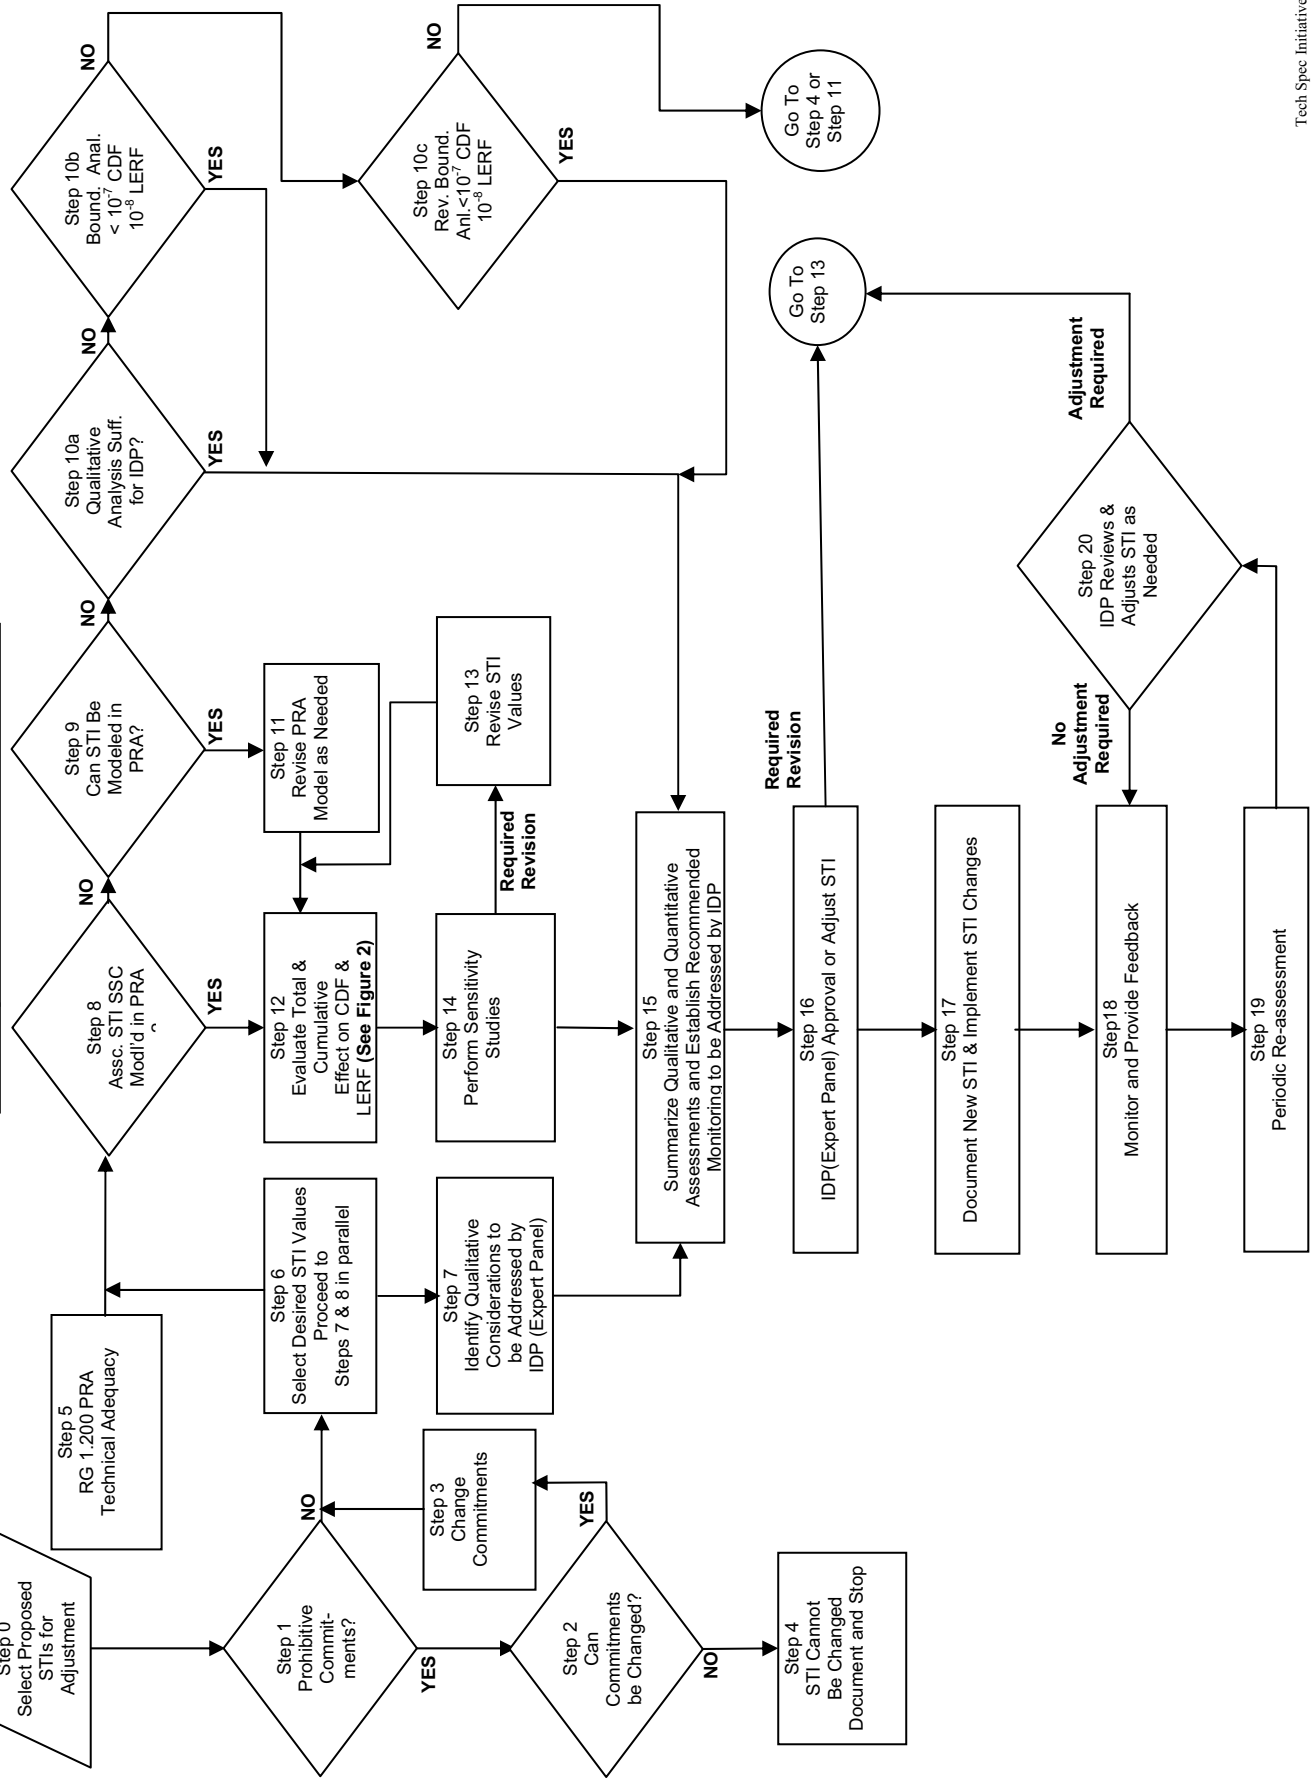 Step 0
Select Proposed
STIs for
Adjustment
Step 1
Prohibitive
Commit-
ments?
NO
YES
Step 2
Can
Commitments
be Changed?
YES
NO
Step 3
Change
Commitments
Step 4
STI Cannot
Be Changed
Document and Stop
Step 5
RG 1.200 PRA
Technical Adequacy
Step 6
Select Desired STI Values
Proceed to
Steps 7 & 8 in parallel
Step 7
Identify Qualitative
Considerations to
be Addressed by
IDP (Expert Panel)
Step 8
Assc. STI SSC
Modl'd in PRA
NO
YES
Step 9
Can STI Be
Modeled in
PRA?
NO
YES
Step 10a
Qualitative
Analysis Suff.
for IDP?
NO
YES
Step 10b
Bound. Anal.
< 10-7 CDF
10-8 LERF
NO
YES
Step 10c
Rev. Bound.
Anl.<10-7 CDF
10-8 LERF
NO
YES
Go To
Step 4 or
Step 11
Step 11
Revise PRA
Model as Needed
Step 12
Evaluate Total &
Cumulative
Effect on CDF &
LERF (See Figure 2)
Step 13
Revise STI
Values
Step 14
Perform Sensitivity
Studies
Required
Revision
Step 15
Summarize Qualitative and Quantitative
Assessments and Establish Recommended
Monitoring to be Addressed by IDP
Step 16
IDP(Expert Panel) Approval or Adjust STI
Required
Revision
Go To
Step 13
Step 17
Document New STI & Implement STI Changes
Step18
Monitor and Provide Feedback
Step 19
Periodic Re-assessment
Step 20
IDP Reviews &
Adjusts STI as
Needed
No
Adjustment
Required
Adjustment
Required
Tech Spec Initiative